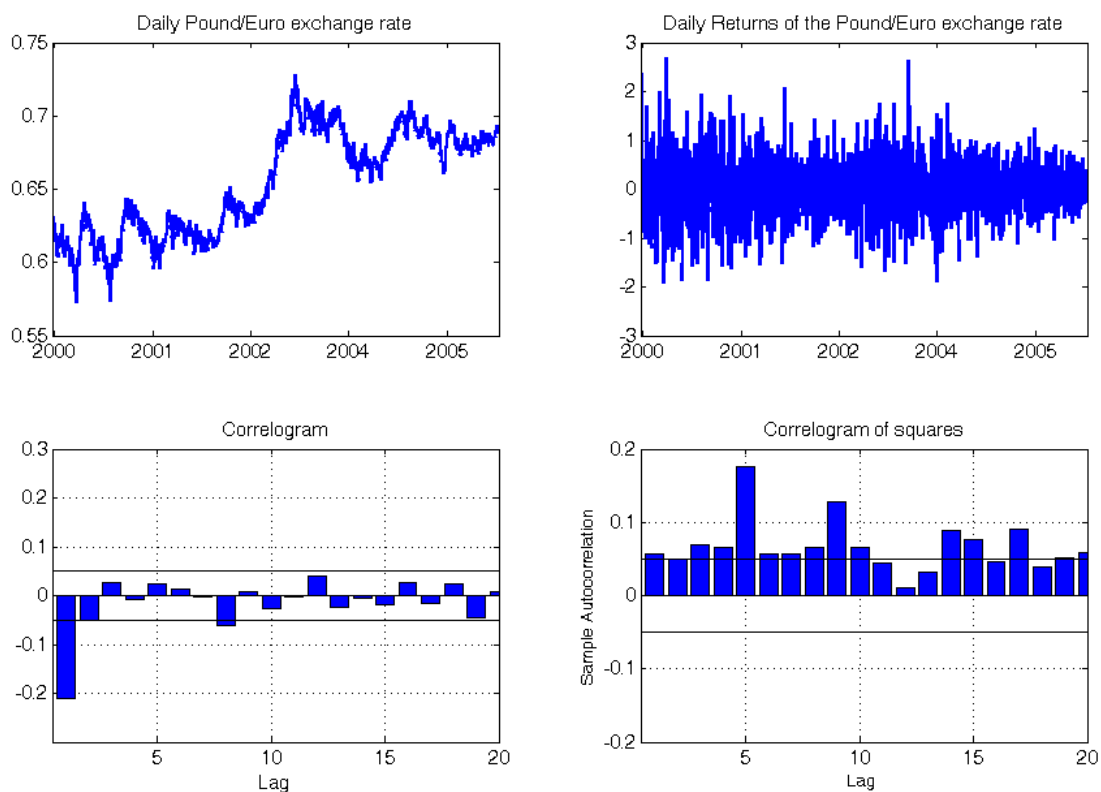 Daily Pound/Euro exchange rate
0.75
0.7
0.65
0.6
0.55
2000 2001 2002 2004 2005
Daily Returns of the Pound/Euro exchange rate
3
2
1
0
-1
-2
-3
2000 2001 2002 2004 2005
Correlogram
0.3
0.2
0.1
0
-0.1
-0.2
5 10 15 20
Lag
Correlogram of squares
Sample Autocorrelation
0.2
0.1
0
-0.1
-0.2
5 10 15 20
Lag